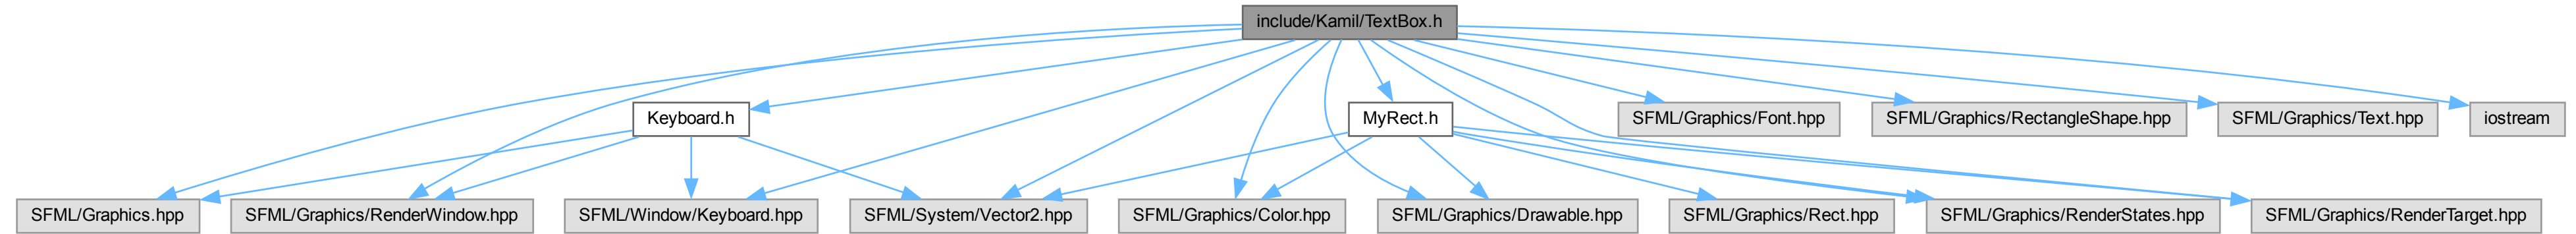 include/Kamil/TextBox.h
Keyboard.h
MyRect.h
SFML/Graphics/Font.hpp
SFML/Graphics/RectangleShape.hpp
SFML/Graphics/Text.hpp
iostream
SFML/Graphics.hpp
SFML/Graphics/RenderWindow.hpp
SFML/Window/Keyboard.hpp
SFML/System/Vector2.hpp
SFML/Graphics/Color.hpp
SFML/Graphics/Drawable.hpp
SFML/Graphics/Rect.hpp
SFML/Graphics/RenderStates.hpp
SFML/Graphics/RenderTarget.hpp